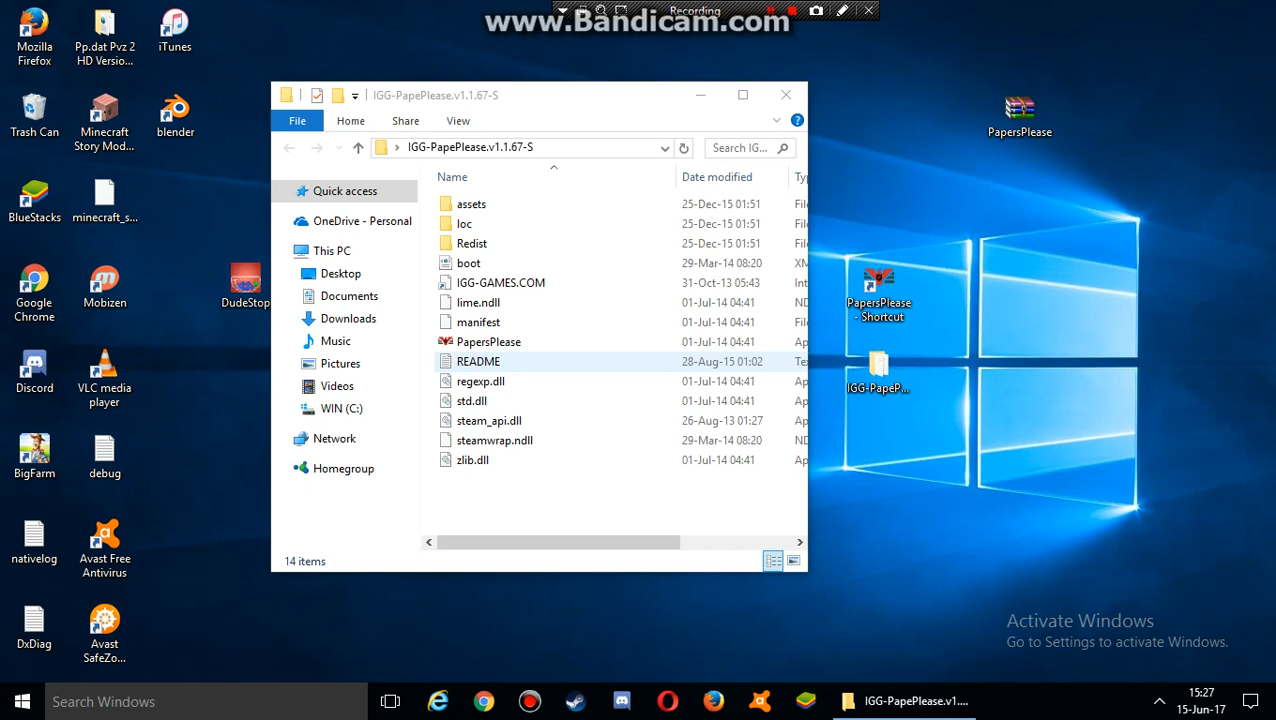 Recording
www.Bandicam.com
Mozilla
Firefox
Pp.dat Pvz 2
HD Versio...
iTunes
Trash Can
Minecraft
Story Mod...
blender
BlueStacks
minecraft_s...
Google
Chrome
Mobizen
DudeStop
Discord
VLC media
player
BigFarm
debug
nativelog
Avast Free
Antivirus
DxDiag
Avast
SafeZo...
IGG-PapePlease.v1.1.67-S
File
Home
Share
View
IGG-PapePlease.v1.1.67-S
Search IG...
Quick access
OneDrive - Personal
This PC
Desktop
Documents
Downloads
Music
Pictures
Videos
WIN (C:)
Network
Homegroup
Name Date modified Ty
assets 25-Dec-15 01:51 File
loc 25-Dec-15 01:51 File
Redist 25-Dec-15 01:51 File
boot 29-Mar-14 08:20 XM
IGG-GAMES.COM 31-Oct-13 05:43 Int
lime.ndll 01-Jul-14 04:41 ND
manifest 01-Jul-14 04:41 File
PapersPlease 01-Jul-14 04:41 Ap
README 28-Aug-15 01:02 Te
regexp.dll 01-Jul-14 04:41 Ap
std.dll 01-Jul-14 04:41 Ap
steam_api.dll 26-Aug-13 01:27 Ap
steamwrap.ndll 29-Mar-14 08:20 ND
zlib.dll 01-Jul-14 04:41 Ap
14 items
PapersPlease
PapersPlease
- Shortcut
IGG-PapeP...
Activate Windows
Go to Settings to activate Windows.
Search Windows
IGG-PapePlease.v1....
15:27
15-Jun-17